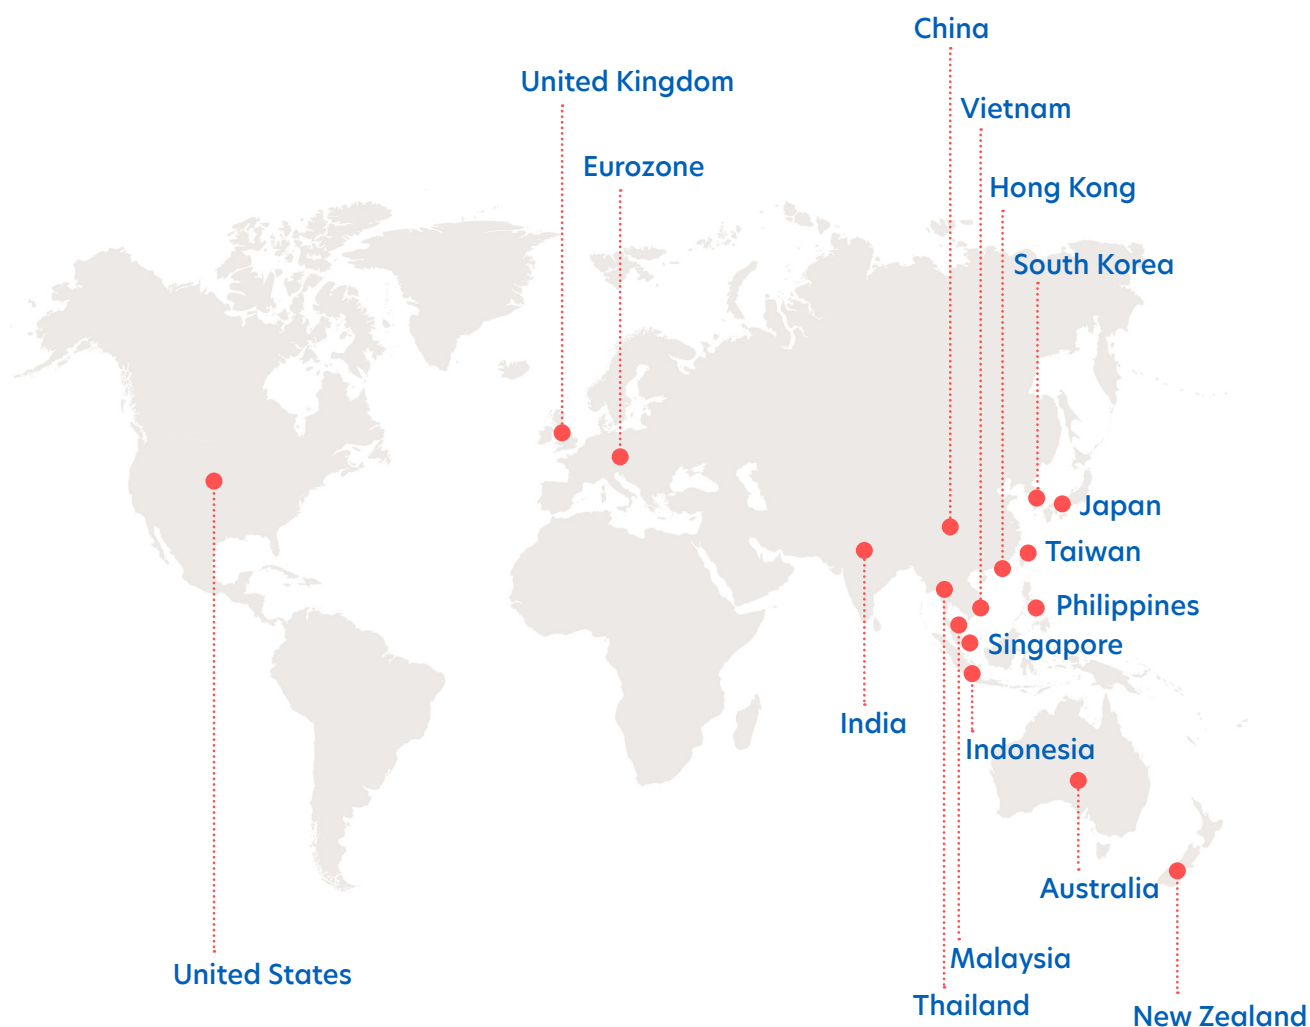 China
United Kingdom
Vietnam
Eurozone
Hong Kong
South Korea
Japan
Taiwan
Philippines
Singapore
India
Indonesia
Australia
Malaysia
United States
Thailand
New Zealand